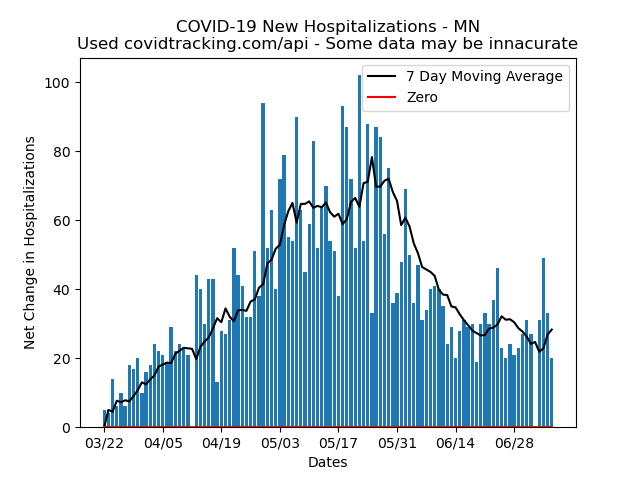 COVID-19 New Hospitalizations - MN
Used covidtracking.com/api - Some data may be innacurate
7 Day Moving Average
Zero
Net Change in Hospitalizations
100
80
60
40
20
0
03/22 04/05 04/19 05/03 05/17 05/31 06/14 06/28
Dates